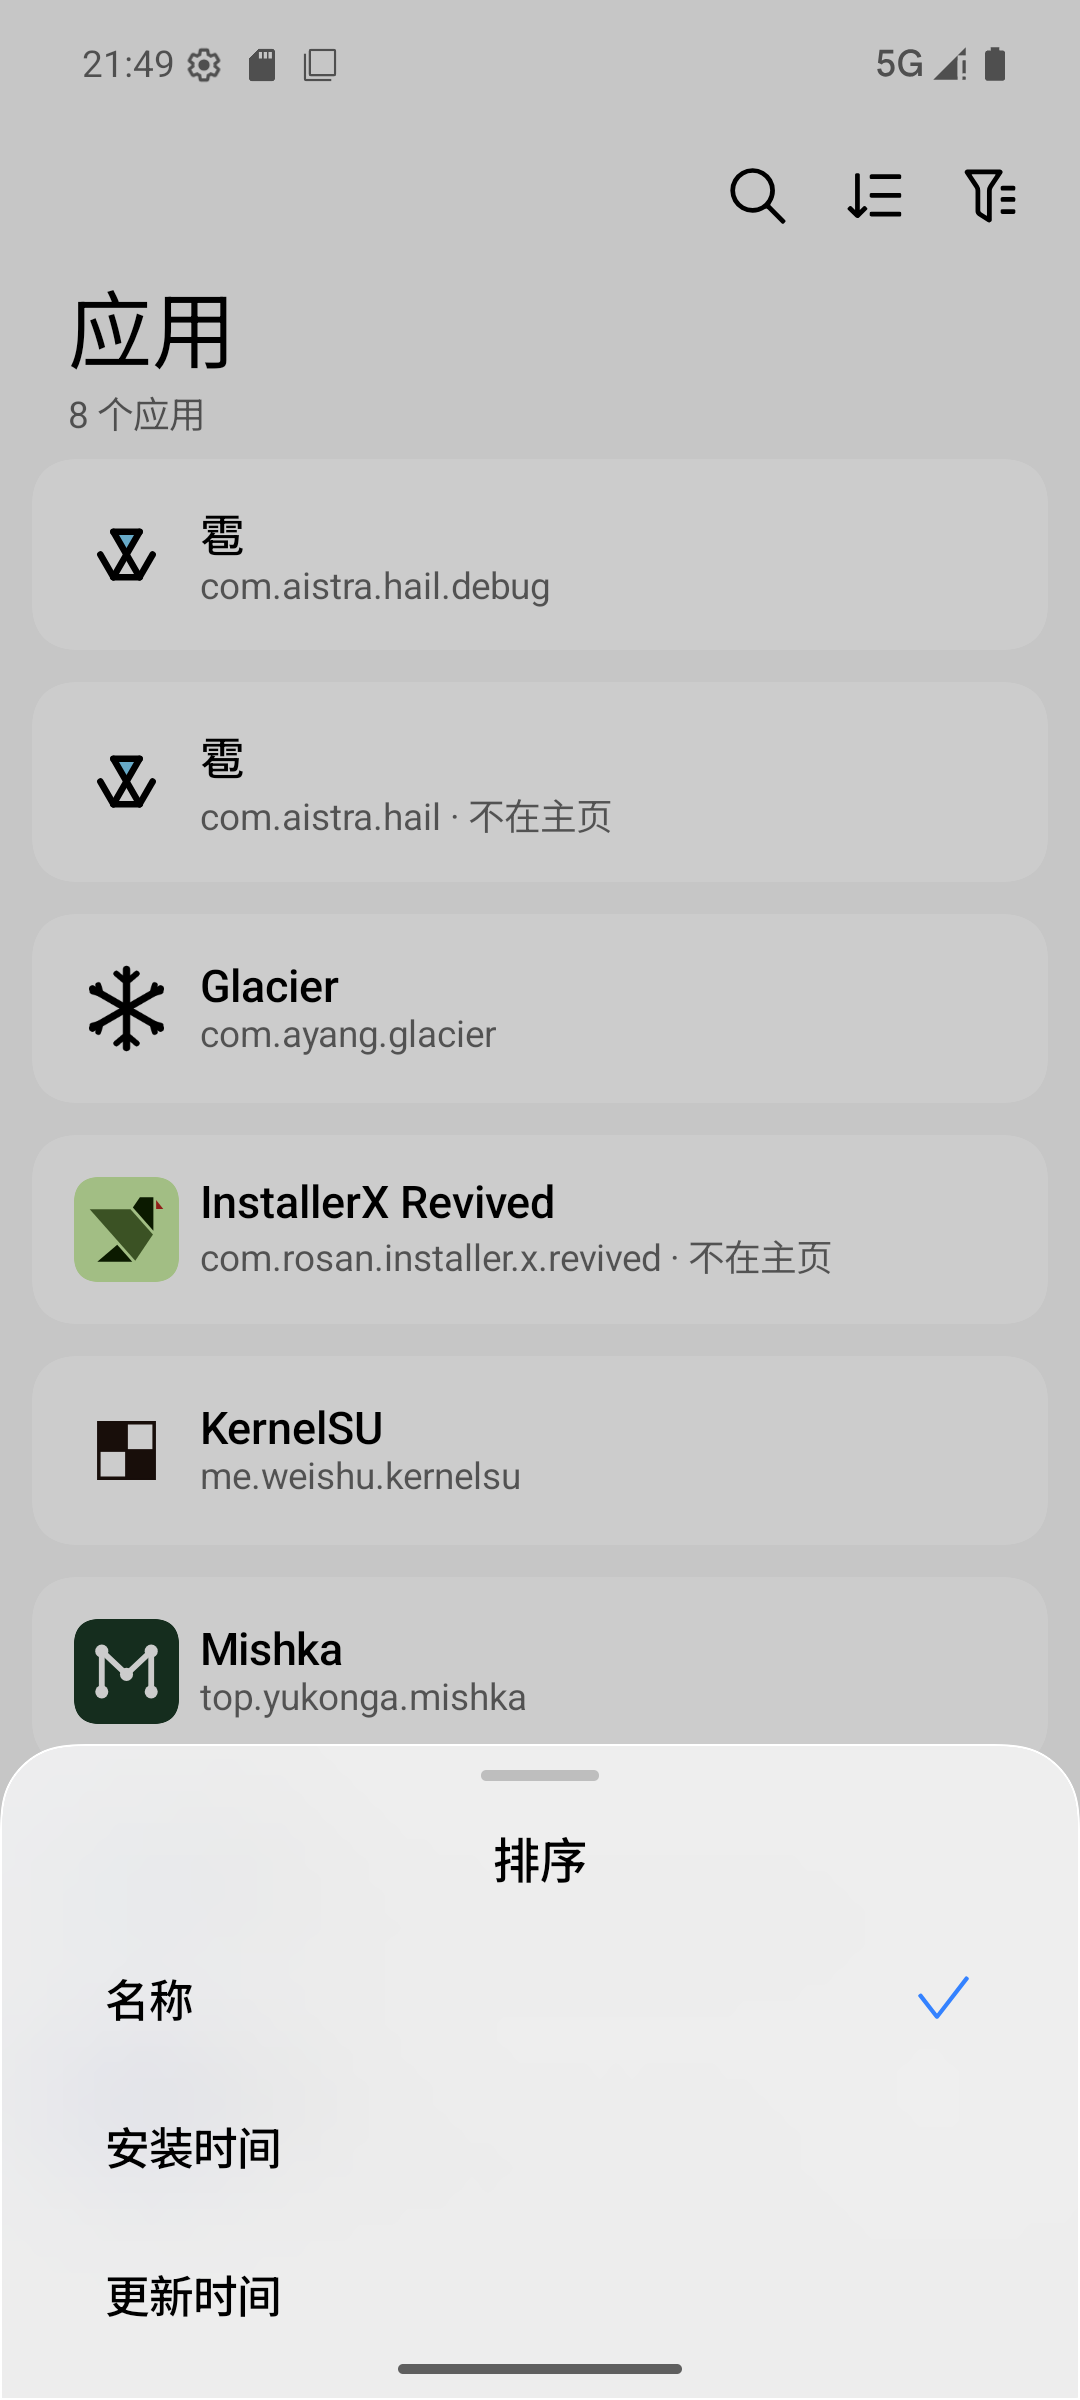 21:49
5G
应用
8 个应用
雹
com.aistra.hail.debug
雹
com.aistra.hail · 不在主页
Glacier
com.ayang.glacier
InstallerX Revived
com.rosan.installer.x.revived · 不在主页
KernelSU
me.weishu.kernelsu
Mishka
top.yukonga.mishka
排序
名称
安装时间
更新时间